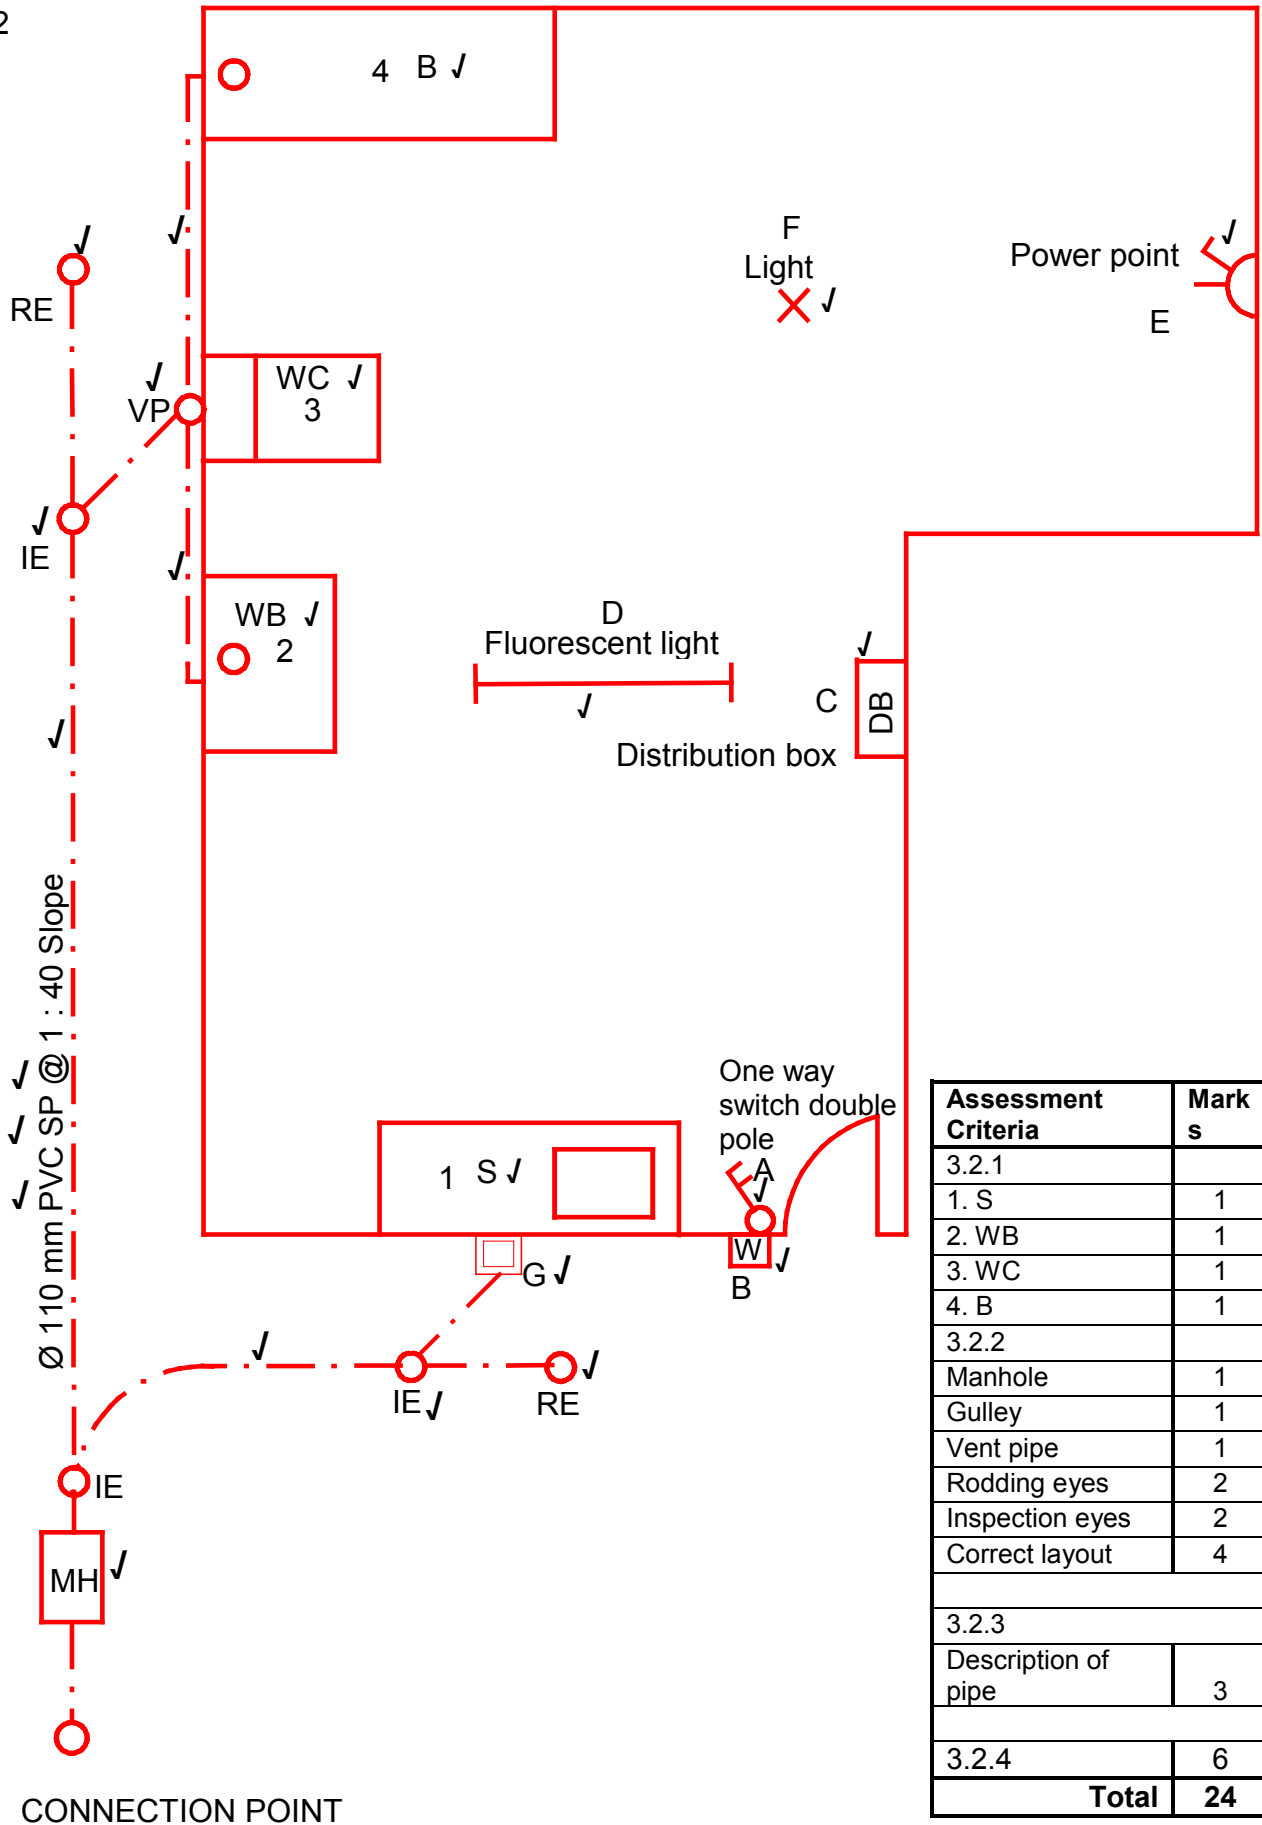 2
4 B √
√
√
RE
F
Light
√
Power point √
E
√
VP
WC √
3
√
IE
√
WB √
2
D
Fluorescent light
√
√
C
DB
Distribution box
√
Ø 110 mm PVC SP @ 1 : 40 Slope
√
√
√
One way
switch double
pole
A
√
1 S √
W
√
B
G √
√
IE √
RE √
IE
MH √
CONNECTION POINT
Assessment Criteria Mark s
3.2.1
1. S 1
2. WB 1
3. WC 1
4. B 1
3.2.2
Manhole 1
Gulley 1
Vent pipe 1
Rodding eyes 2
Inspection eyes 2
Correct layout 4
3.2.3
Description of
pipe 3
3.2.4 6
Total 24